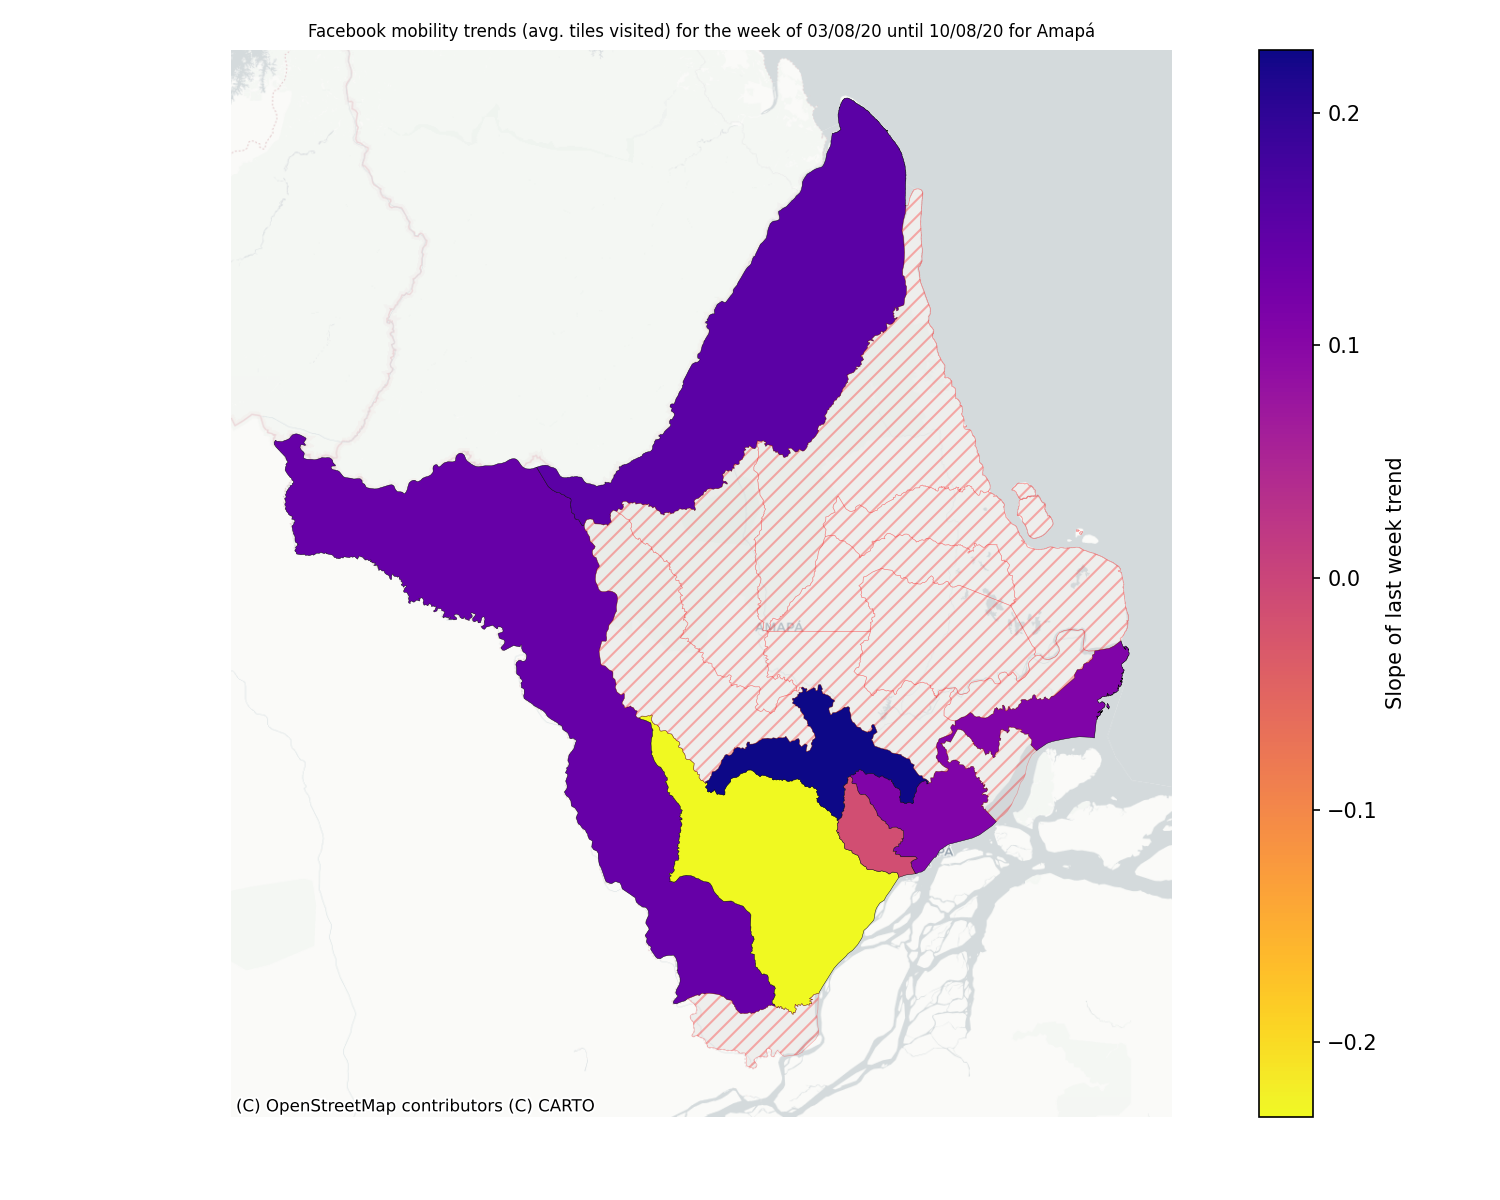 Facebook mobility trends (avg. tiles visited) for the week of 03/08/20 until 10/08/20 for Amapá
0.2
0.1
0.0
−0.1
−0.2
Slope of last week trend
AMAPÁ
(C) OpenStreetMap contributors (C) CARTO